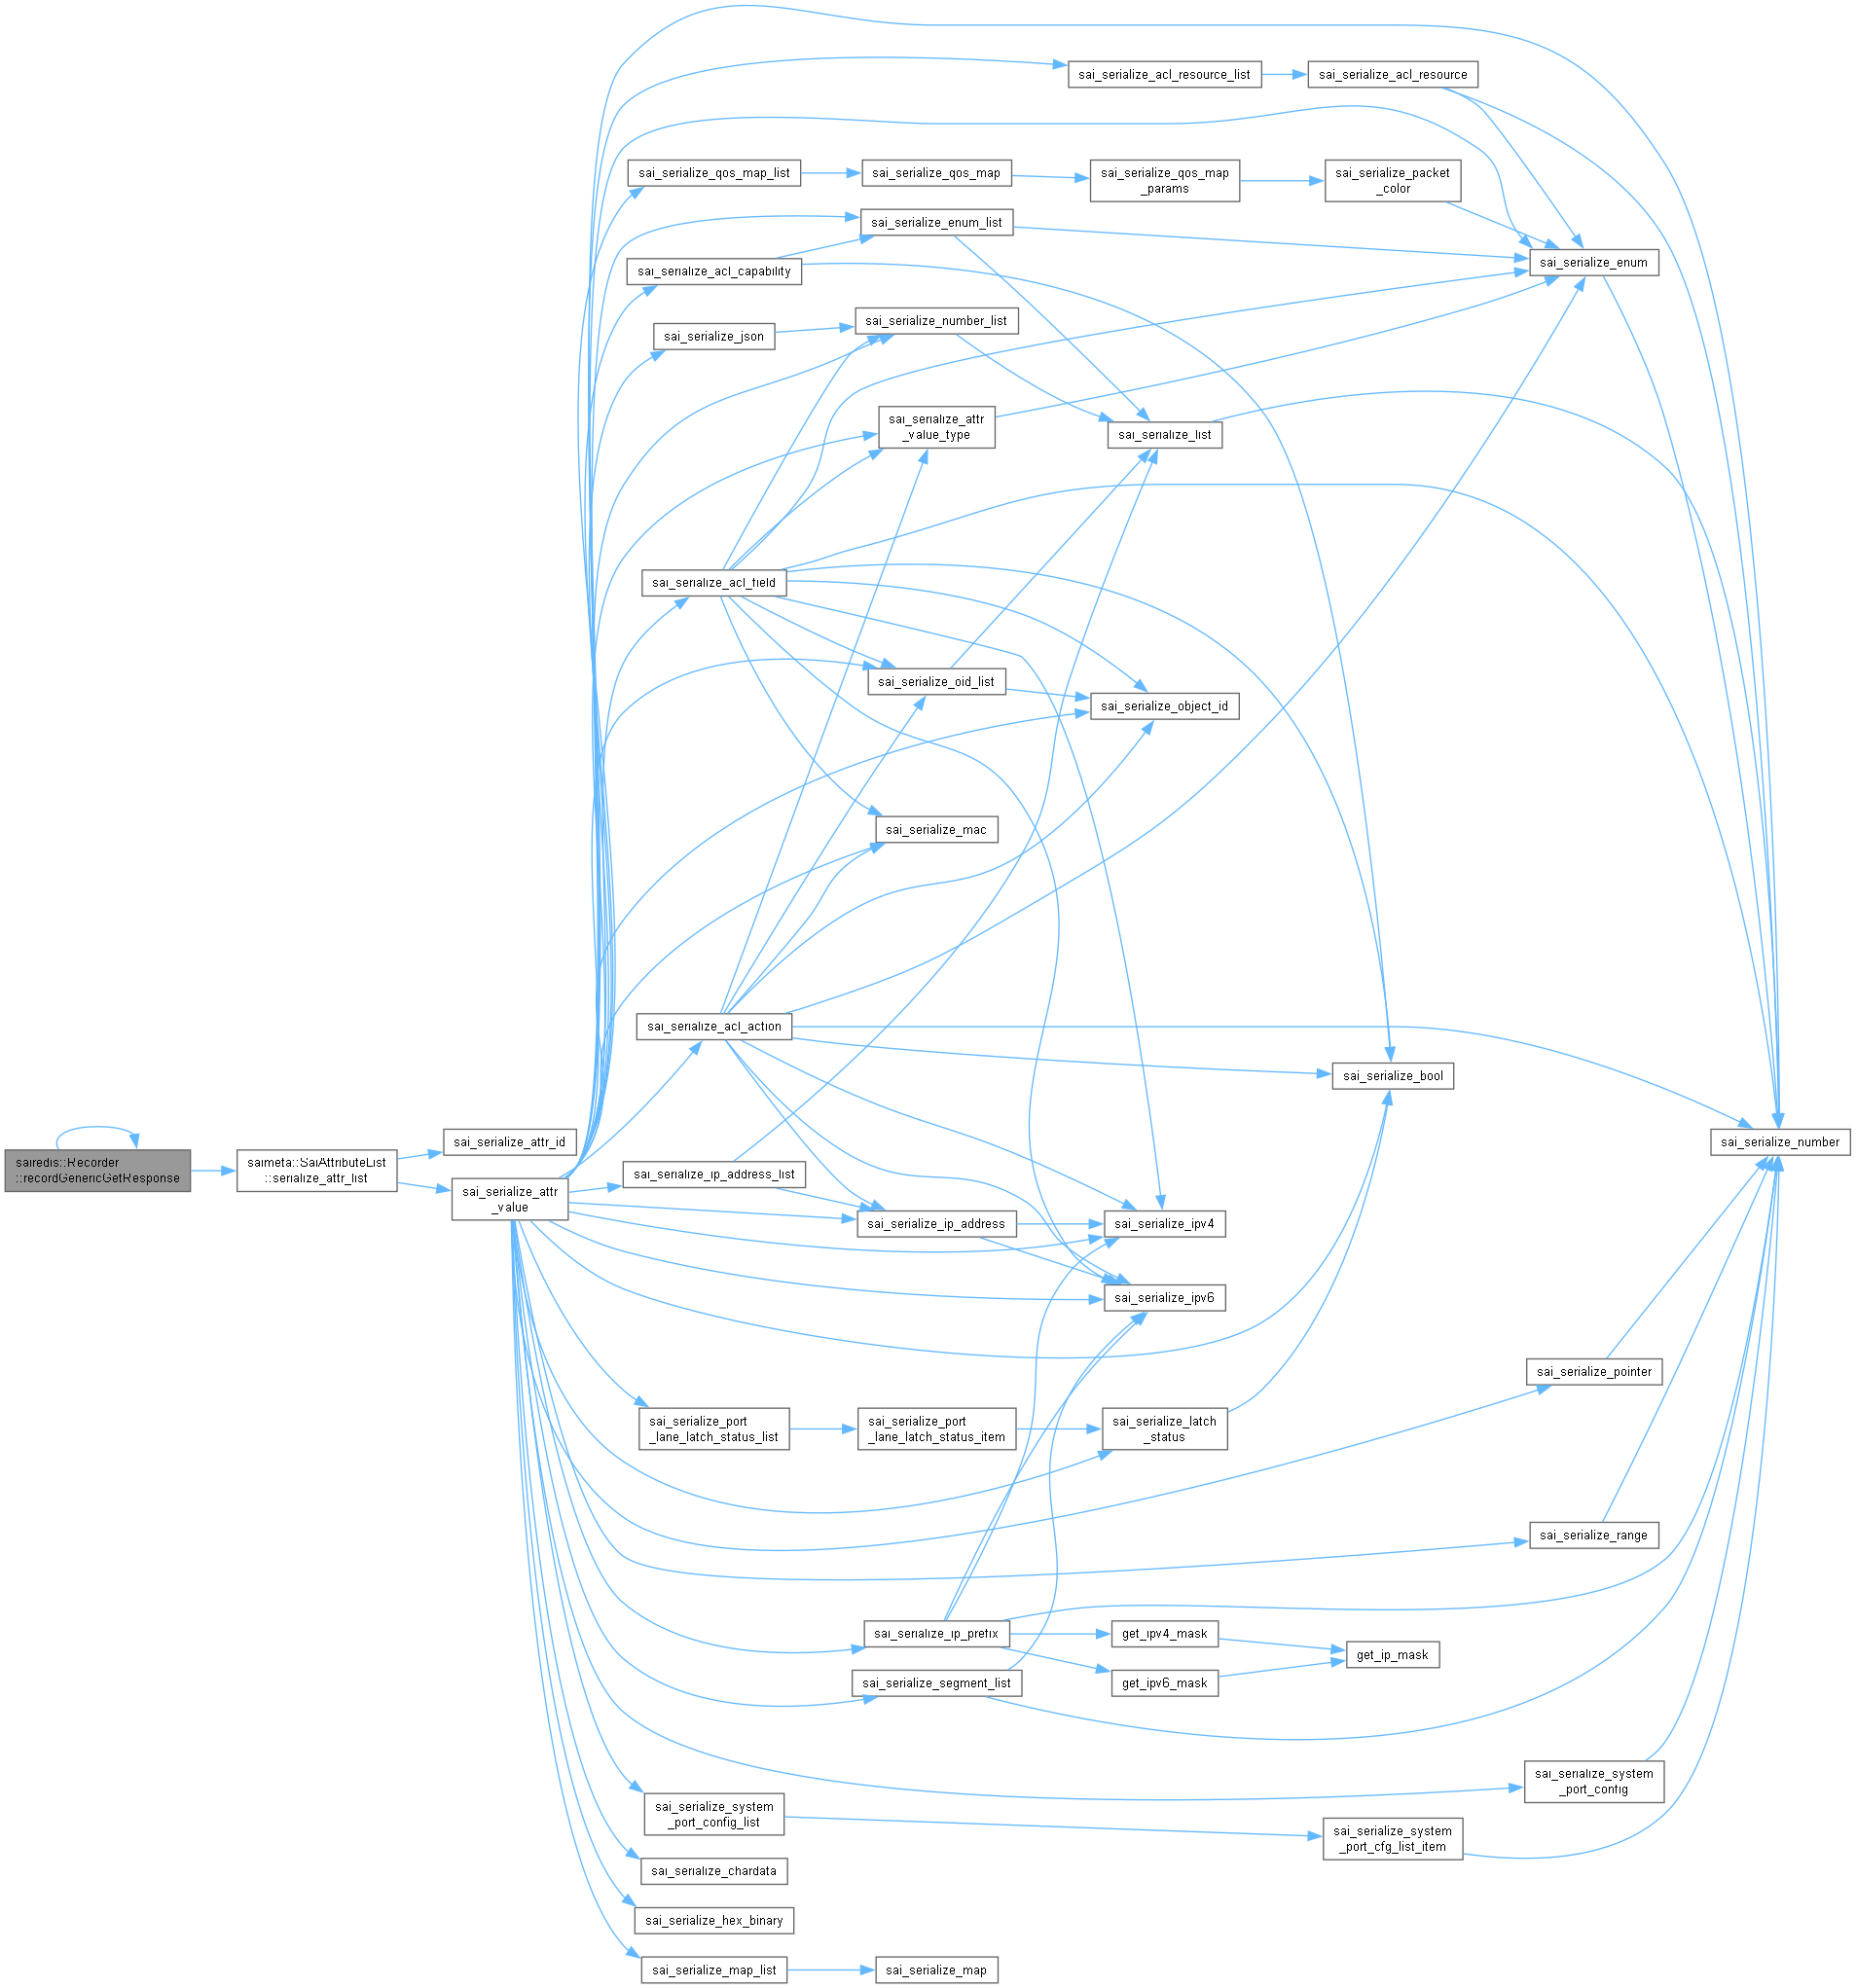 sai_serialize_acl_resource_list
sai_serialize_acl_resource
sai_serialize_qos_map_list
sai_serialize_qos_map
sai_serialize_qos_map
_params
sai_serialize_packet
_color
sai_serialize_enum_list
sai_serialize_acl_capability
sai_serialize_enum
sai_serialize_number_list
sai_serialize_json
sai_serialize_attr
_value_type
sai_serialize_list
sai_serialize_acl_field
sai_serialize_oid_list
sai_serialize_object_id
sai_serialize_mac
sai_serialize_acl_action
sai_serialize_bool
sai_serialize_attr_id
sai_serialize_number
sairedis::Recorder
::recordGenericGetResponse
saimeta::SaiAttributeList
::serialize_attr_list
sai_serialize_ip_address_list
sai_serialize_attr
_value
sai_serialize_ip_address
sai_serialize_ipv4
sai_serialize_ipv6
sai_serialize_pointer
sai_serialize_port
_lane_latch_status_list
sai_serialize_port
_lane_latch_status_item
sai_serialize_latch
_status
sai_serialize_range
sai_serialize_ip_prefix
get_ipv4_mask
get_ip_mask
sai_serialize_segment_list
get_ipv6_mask
sai_serialize_system
_port_config
sai_serialize_system
_port_config_list
sai_serialize_system
_port_cfg_list_item
sai_serialize_chardata
sai_serialize_hex_binary
sai_serialize_map_list
sai_serialize_map